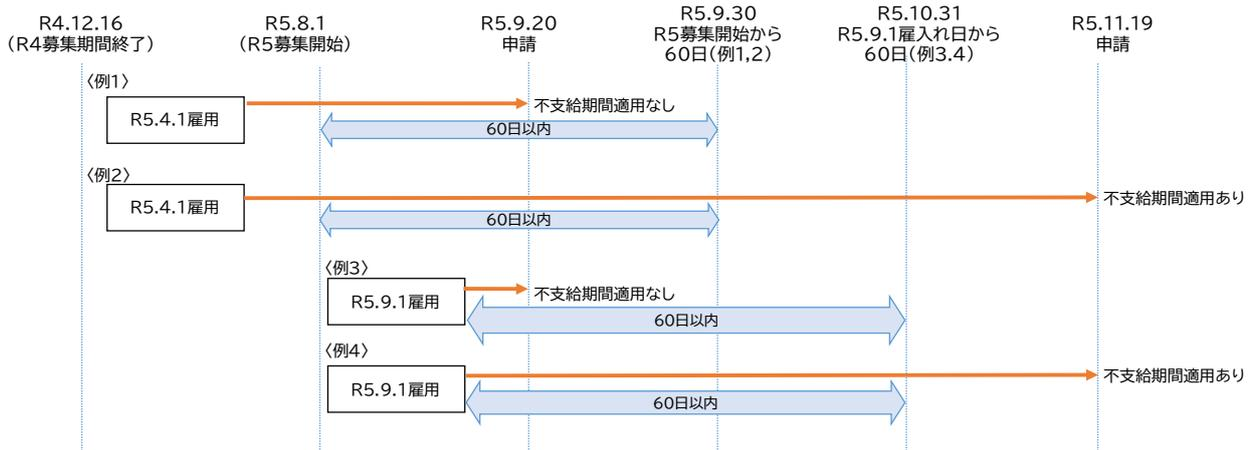 R4.12.16
（R4募集期間終了）
R5.8.1
（R5募集開始）
R5.9.20
申請
R5.9.30
R5募集開始から
60日（例1,2）
R5.10.31
R5.9.1雇入れ日から
60日（例3.4）
R5.11.19
申請
〈例1〉
R5.4.1雇用
不支給期間適用なし
60日以内
〈例2〉
R5.4.1雇用
不支給期間適用あり
60日以内
〈例3〉
R5.9.1雇用
不支給期間適用なし
60日以内
〈例4〉
R5.9.1雇用
不支給期間適用あり
60日以内